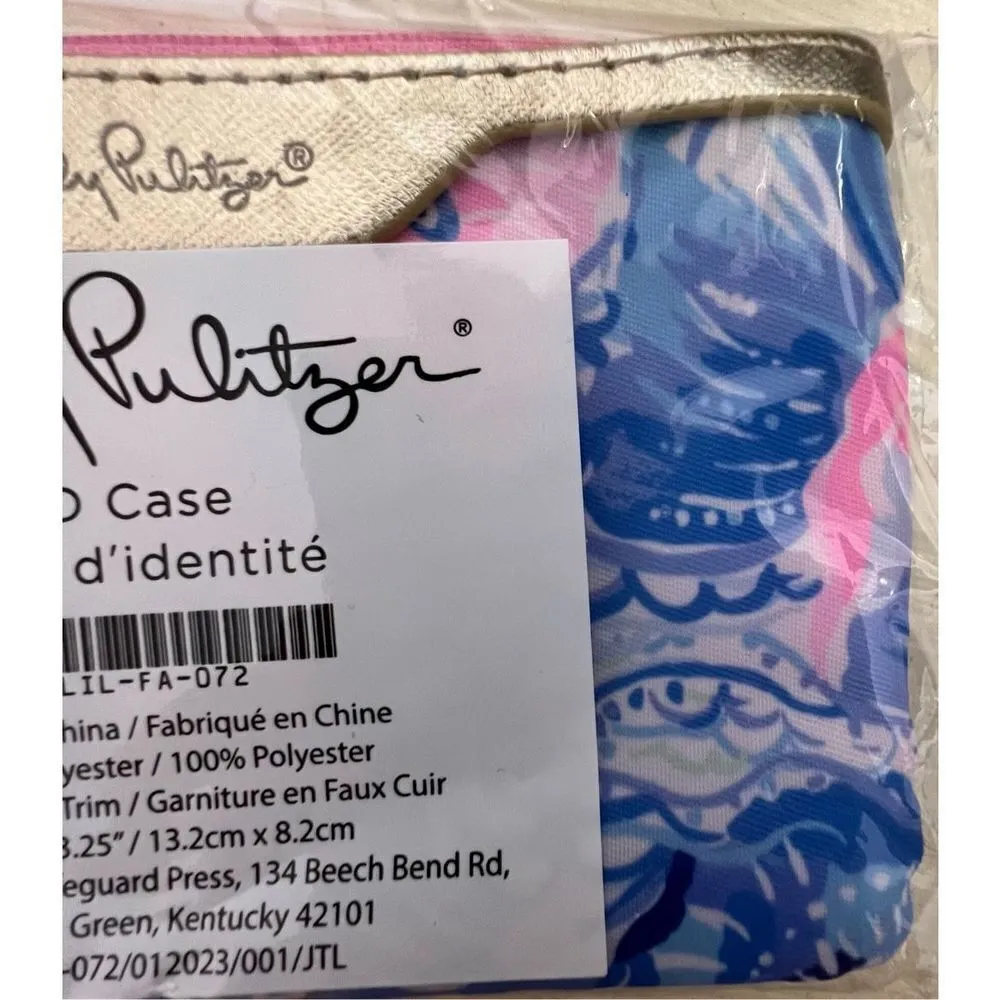 y Pulitzer®
y Pulitzer®
D Case
d'identité
LIL-FA-072
hina / Fabriqué en Chine
yester / 100% Polyester
Trim / Garniture en Faux Cuir
3.25" / 13.2cm x 8.2cm
eguard Press, 134 Beech Bend Rd,
Green, Kentucky 42101
-072/012023/001/JTL